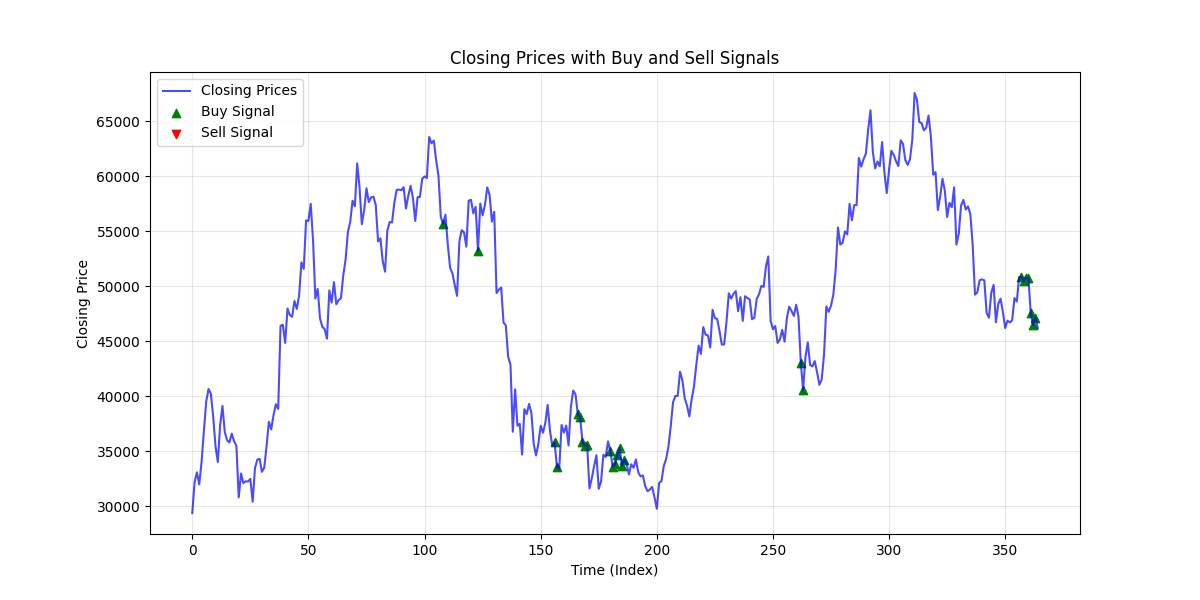 Closing Prices with Buy and Sell Signals
Closing Prices
Buy Signal
Sell Signal
65000
60000
55000
50000
45000
40000
35000
30000
Closing Price
0 50 100 150 200 250 300 350
Time (Index)